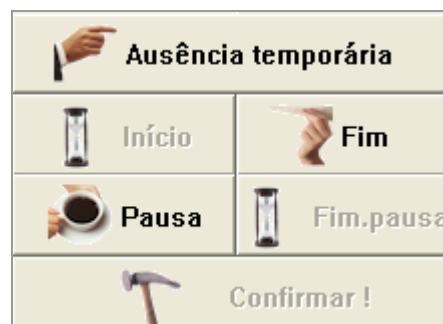 Ausência temporária
Início
Fim
Pausa
Fim.pausa
Confirmar !